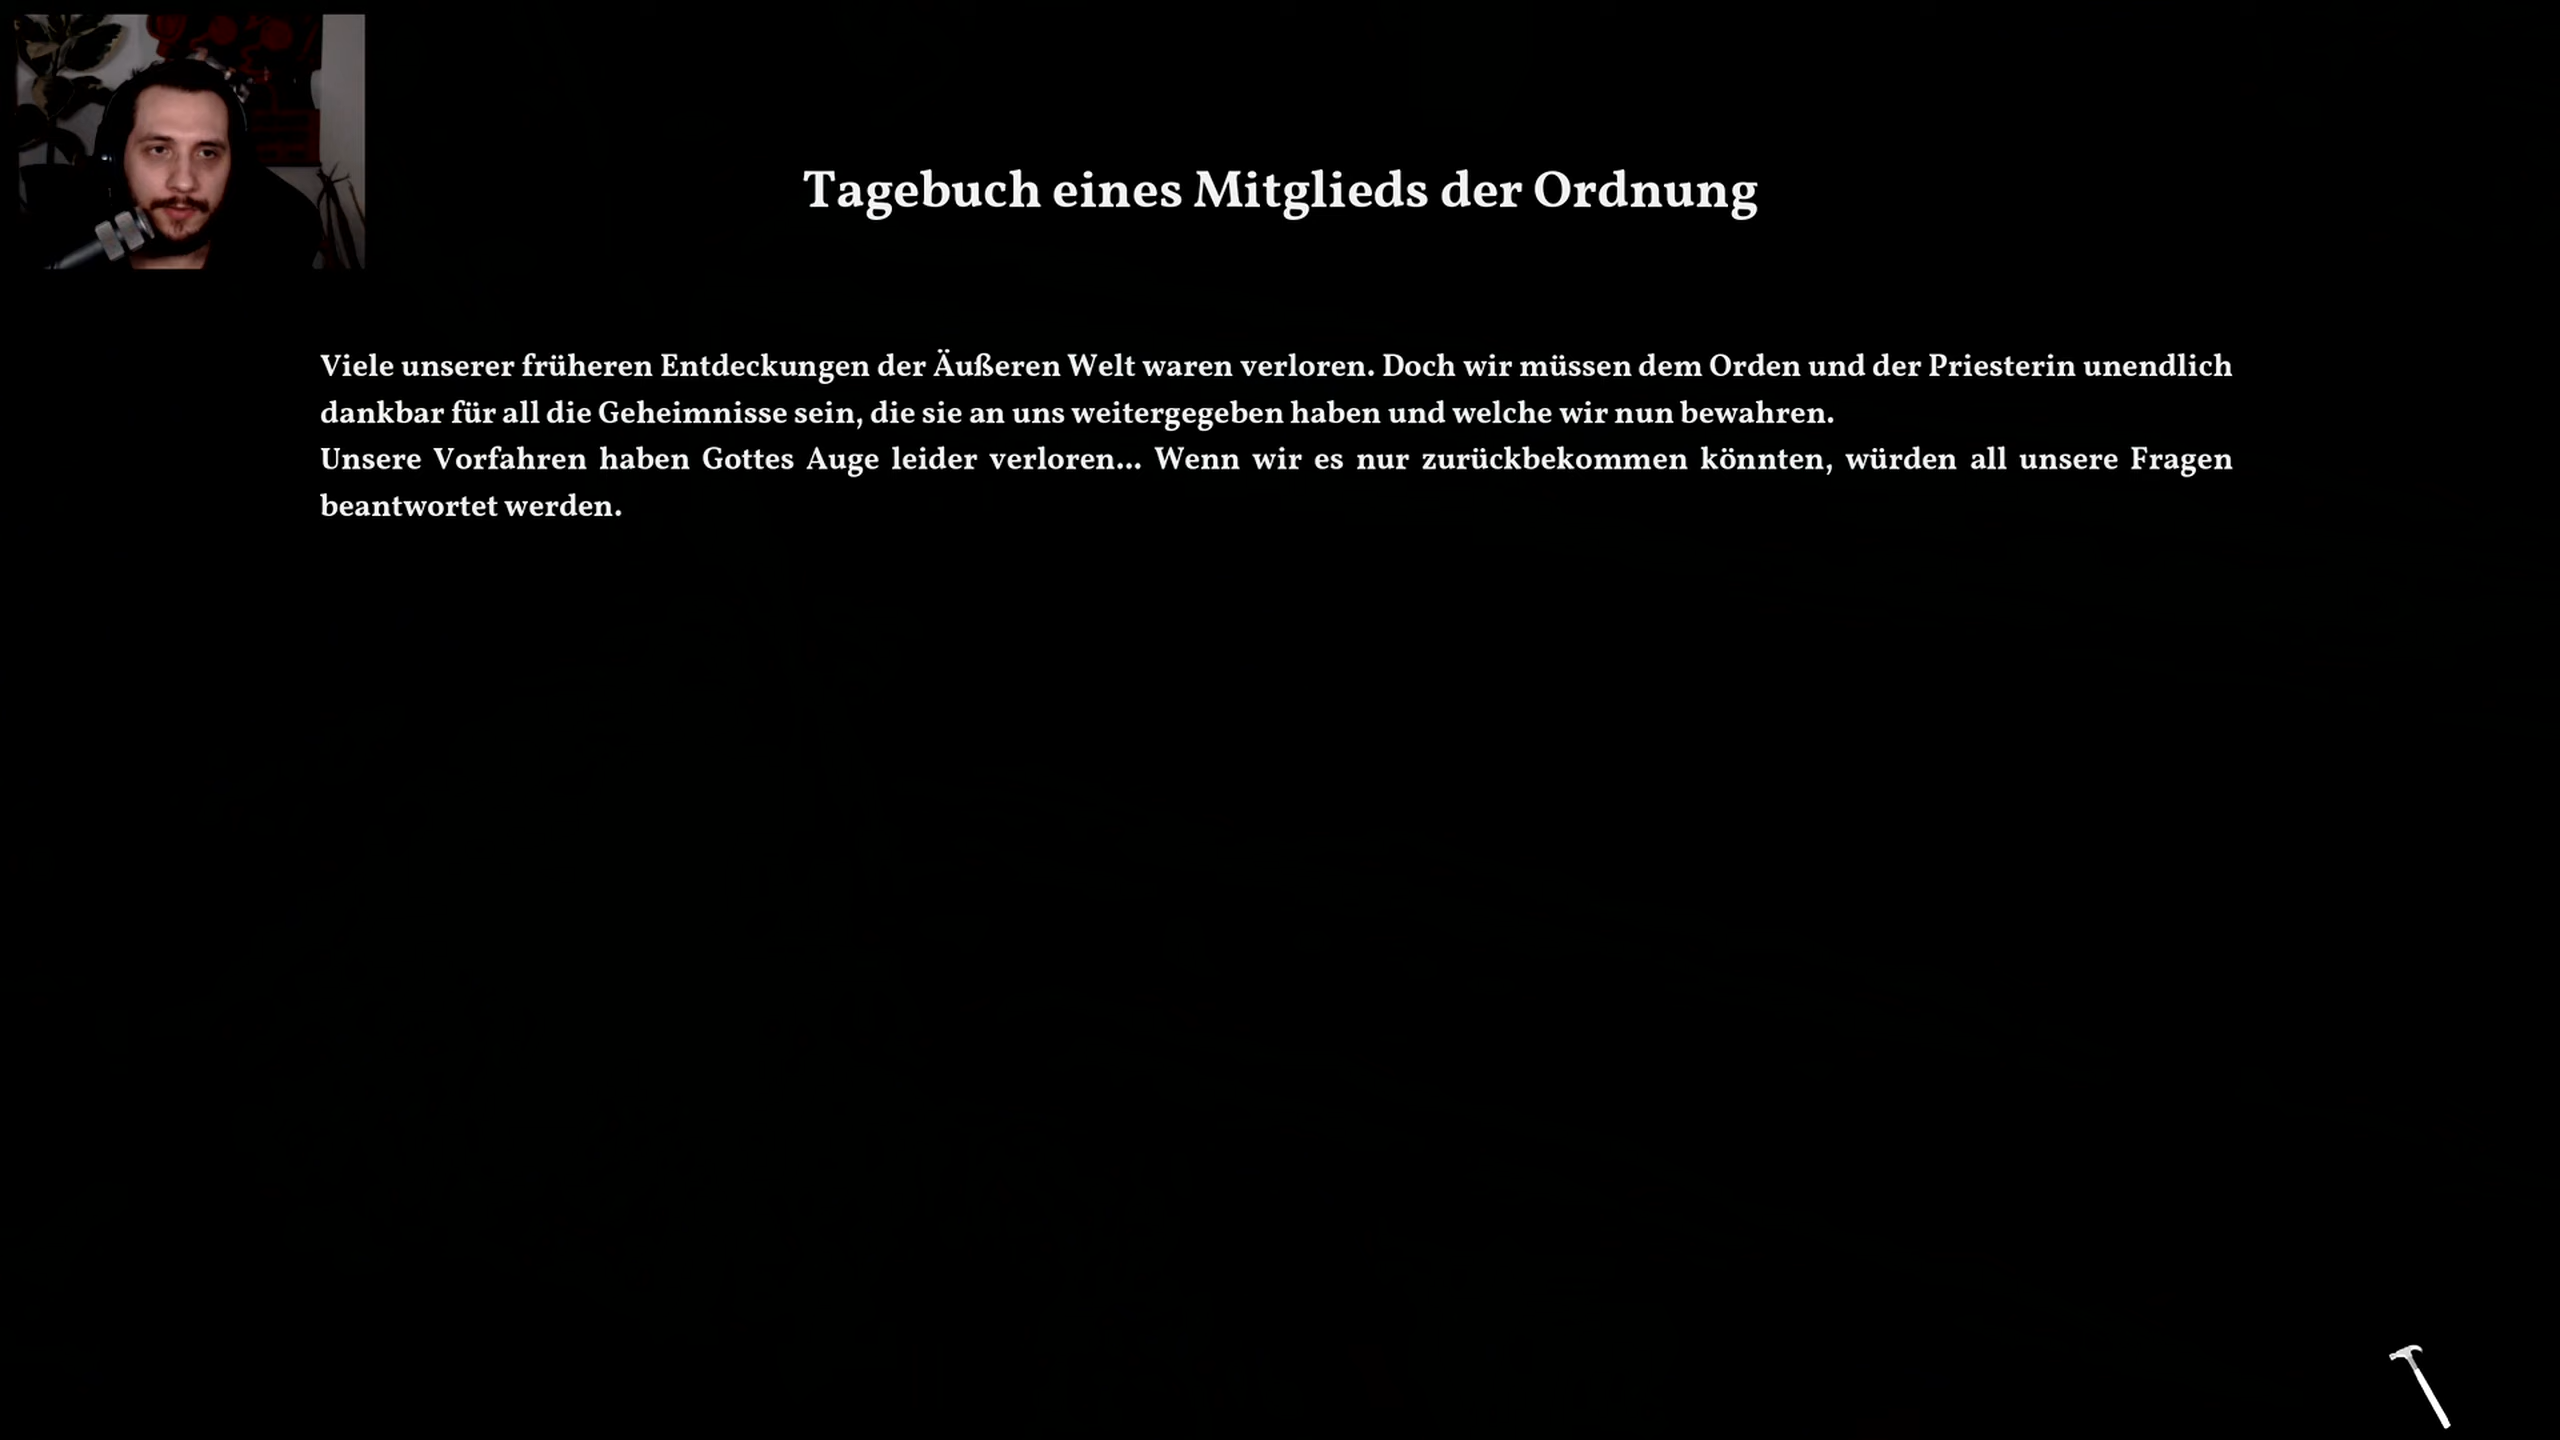 Tagebuch eines Mitglieds der Ordnung
Viele unserer früheren Entdeckungen der Äußeren Welt waren verloren. Doch wir müssen dem Orden und der Priesterin unendlich
dankbar für all die Geheimnisse sein, die sie an uns weitergegeben haben und welche wir nun bewahren.
Unsere Vorfahren haben Gottes Auge leider verloren... Wenn wir es nur zurückbekommen könnten, würden all unsere Fragen
beantwortet werden.